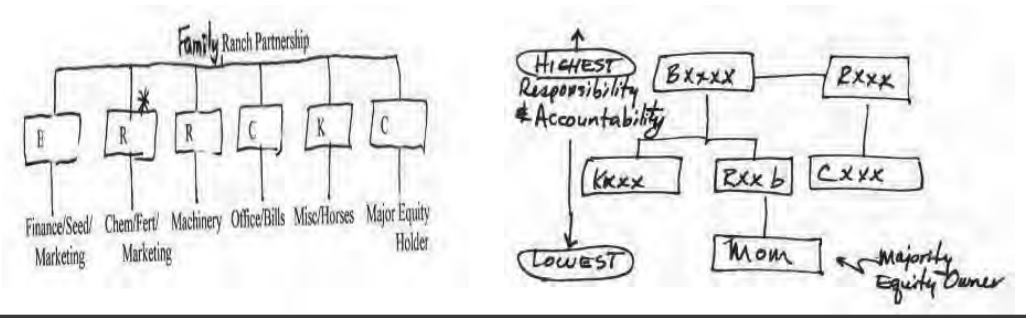 Family Ranch Partnership
*
B R R C K C
Finance/Seed/ Chem/Fert/ Machinery Office/Bills Misc/Horses Major Equity
Marketing Marketing Holder
HIGHEST
Responsibility
& Accountability
Bxxxx Rxxx
Kxxx Rxxb Cxxx
LOWEST
Mom
Majority
Equity Owner